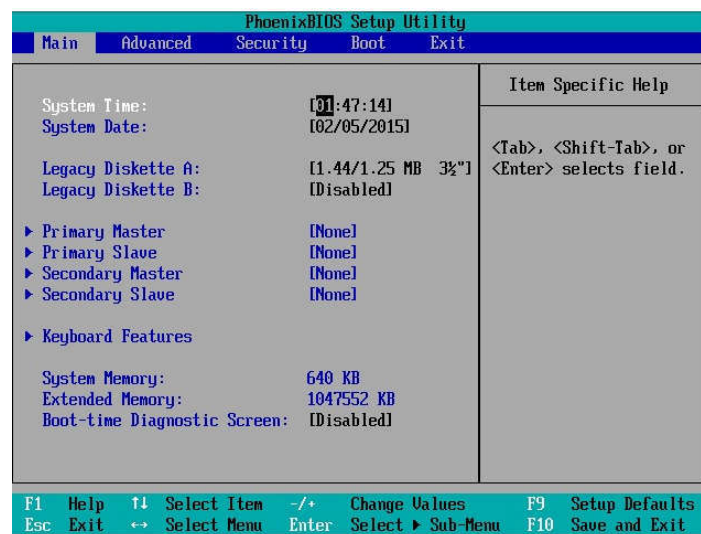 PhoenixBIOS Setup Utility
Main Advanced Security Boot Exit
Item Specific Help
System Time: [01:47:14]
System Date: [02/05/2015]
<Tab>, <Shift-Tab>, or
<Enter> selects field.
Legacy Diskette A: [1.44/1.25 MB 3½"]
Legacy Diskette B: [Disabled]
▶ Primary Master [None]
▶ Primary Slave [None]
▶ Secondary Master [None]
▶ Secondary Slave [None]
▶ Keyboard Features
System Memory: 640 KB
Extended Memory: 1047552 KB
Boot-time Diagnostic Screen: [Disabled]
F1 Help ↑↓ Select Item -/+ Change Values F9 Setup Defaults
Esc Exit ↔ Select Menu Enter Select ▶ Sub-Menu F10 Save and Exit